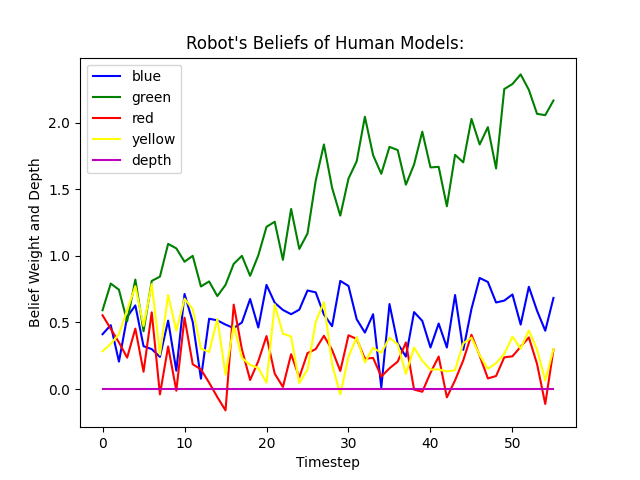 Robot's Beliefs of Human Models:
blue
green
red
yellow
depth
Belief Weight and Depth
2.0
1.5
1.0
0.5
0.0
0 10 20 30 40 50
Timestep